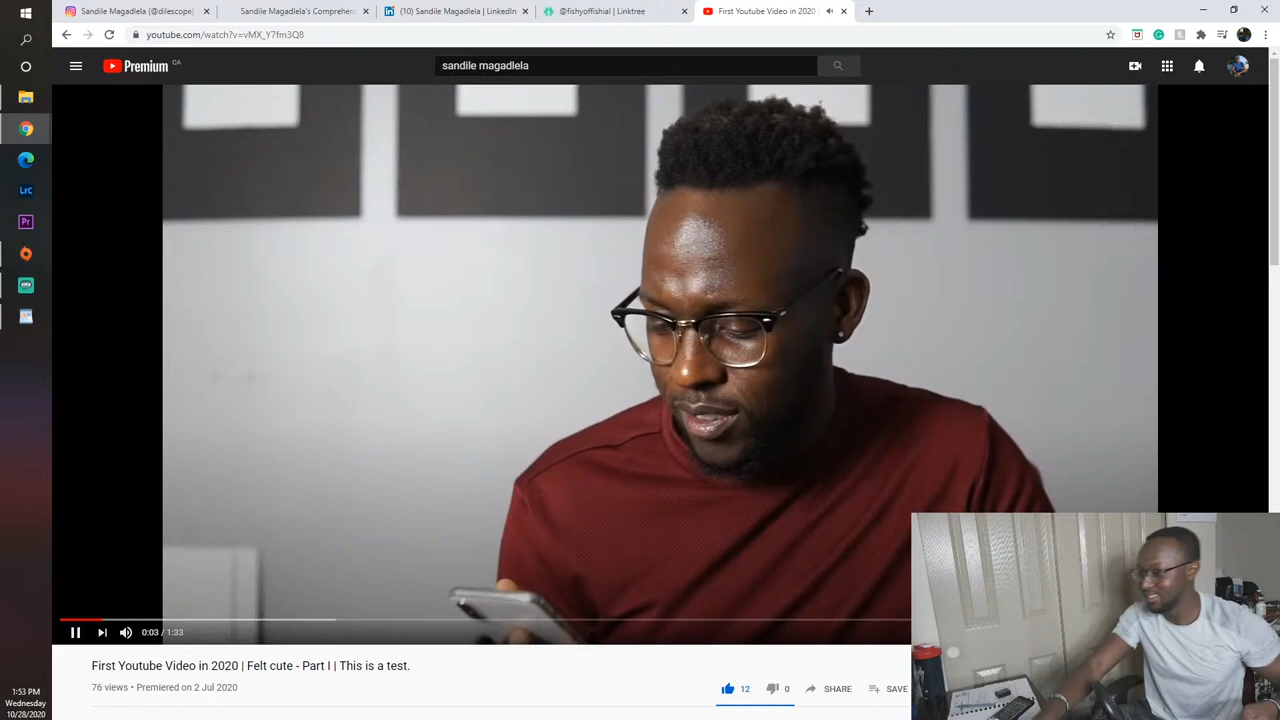 Sandile Magadlela (@dilescope)
Sandile Magadlela's Comprehen
(10) Sandile Magadlela | LinkedIn
@fishyoffishial | Linktree
First Youtube Video in 2020 |
youtube.com/watch?v=vMX_Y7fm3Q8
Premium CA
sandile magadlela
LrC
Pr
0:03 / 1:33
First Youtube Video in 2020 | Felt cute - Part I | This is a test.
76 views • Premiered on 2 Jul 2020
12
0
SHARE
SAVE
1:53 PM
Wednesday
10/28/2020